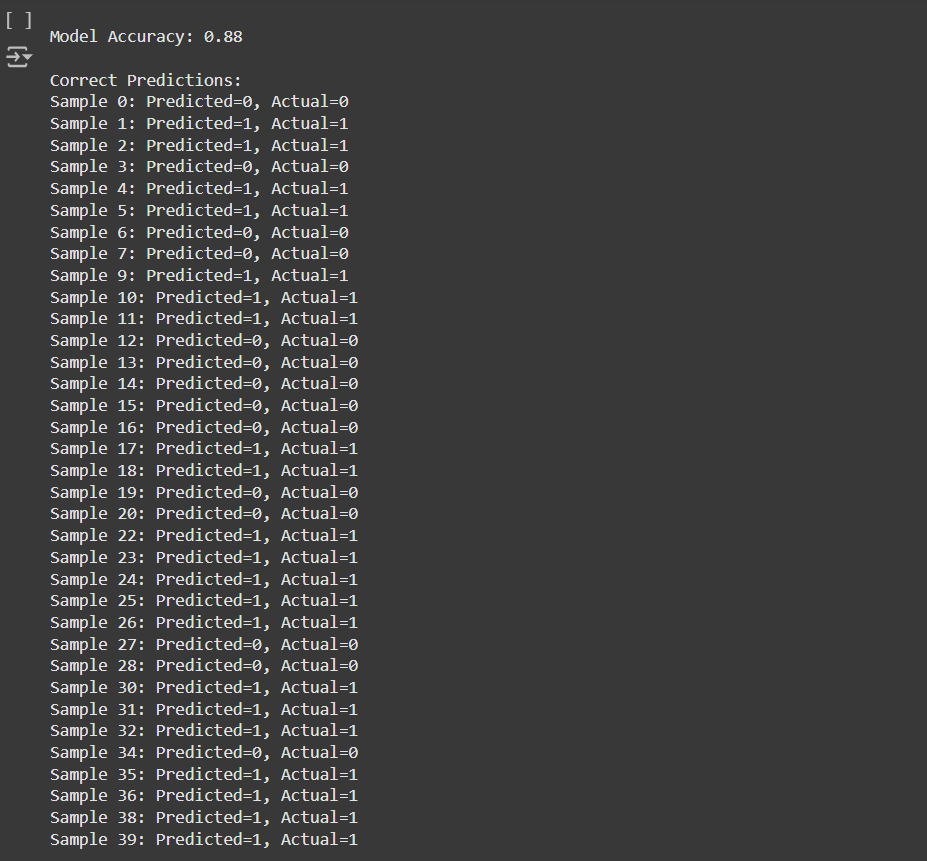 [ ]
Model Accuracy: 0.88
Correct Predictions:
Sample 0: Predicted=0, Actual=0
Sample 1: Predicted=1, Actual=1
Sample 2: Predicted=1, Actual=1
Sample 3: Predicted=0, Actual=0
Sample 4: Predicted=1, Actual=1
Sample 5: Predicted=1, Actual=1
Sample 6: Predicted=0, Actual=0
Sample 7: Predicted=0, Actual=0
Sample 9: Predicted=1, Actual=1
Sample 10: Predicted=1, Actual=1
Sample 11: Predicted=1, Actual=1
Sample 12: Predicted=0, Actual=0
Sample 13: Predicted=0, Actual=0
Sample 14: Predicted=0, Actual=0
Sample 15: Predicted=0, Actual=0
Sample 16: Predicted=0, Actual=0
Sample 17: Predicted=1, Actual=1
Sample 18: Predicted=1, Actual=1
Sample 19: Predicted=0, Actual=0
Sample 20: Predicted=0, Actual=0
Sample 22: Predicted=1, Actual=1
Sample 23: Predicted=1, Actual=1
Sample 24: Predicted=1, Actual=1
Sample 25: Predicted=1, Actual=1
Sample 26: Predicted=1, Actual=1
Sample 27: Predicted=0, Actual=0
Sample 28: Predicted=0, Actual=0
Sample 30: Predicted=1, Actual=1
Sample 31: Predicted=1, Actual=1
Sample 32: Predicted=1, Actual=1
Sample 34: Predicted=0, Actual=0
Sample 35: Predicted=1, Actual=1
Sample 36: Predicted=1, Actual=1
Sample 38: Predicted=1, Actual=1
Sample 39: Predicted=1, Actual=1